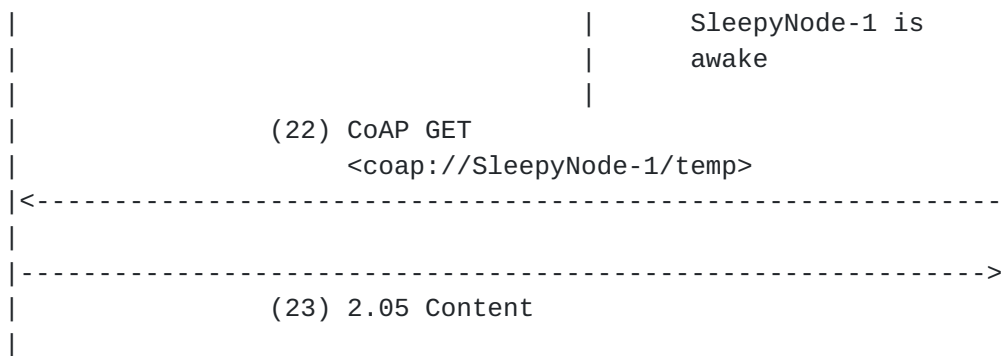 |                                    |      SleepyNode-1 is
|                                    |      awake
|                                    |
|                (22) CoAP GET
|                     <coap://SleepyNode-1/temp>
|<--------------------------------------------------------------
|
|-------------------------------------------------------------->
|                (23) 2.05 Content
|